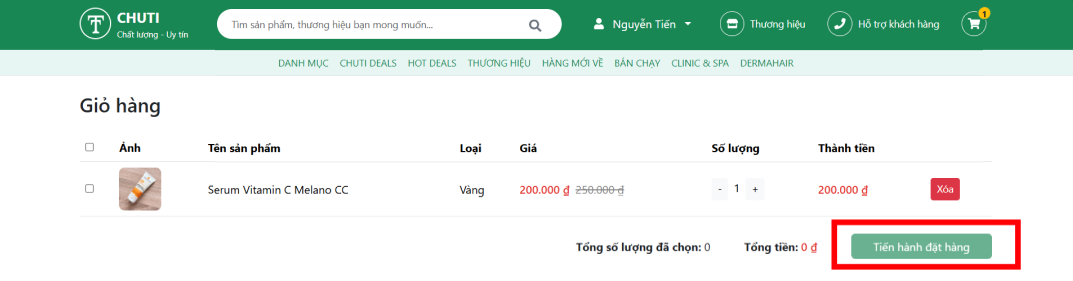 CHUTI
Chất lượng - Uy tín
Tìm sản phẩm, thương hiệu bạn mong muốn...
Nguyễn Tiến
Thương hiệu
Hỗ trợ khách hàng
1
DANH MỤC CHUTI DEALS HOT DEALS THƯƠNG HIỆU HÀNG MỚI VỀ BÁN CHẠY CLINIC & SPA DERMAHAIR
Giỏ hàng
Ảnh Tên sản phẩm Loại Giá Số lượng Thành tiền
Serum Vitamin C Melano CC Vàng 200.000 ₫ 250.000 ₫ - 1 + 200.000 ₫ Xóa
Tổng số lượng đã chọn: 0 Tổng tiền: 0 ₫ Tiến hành đặt hàng